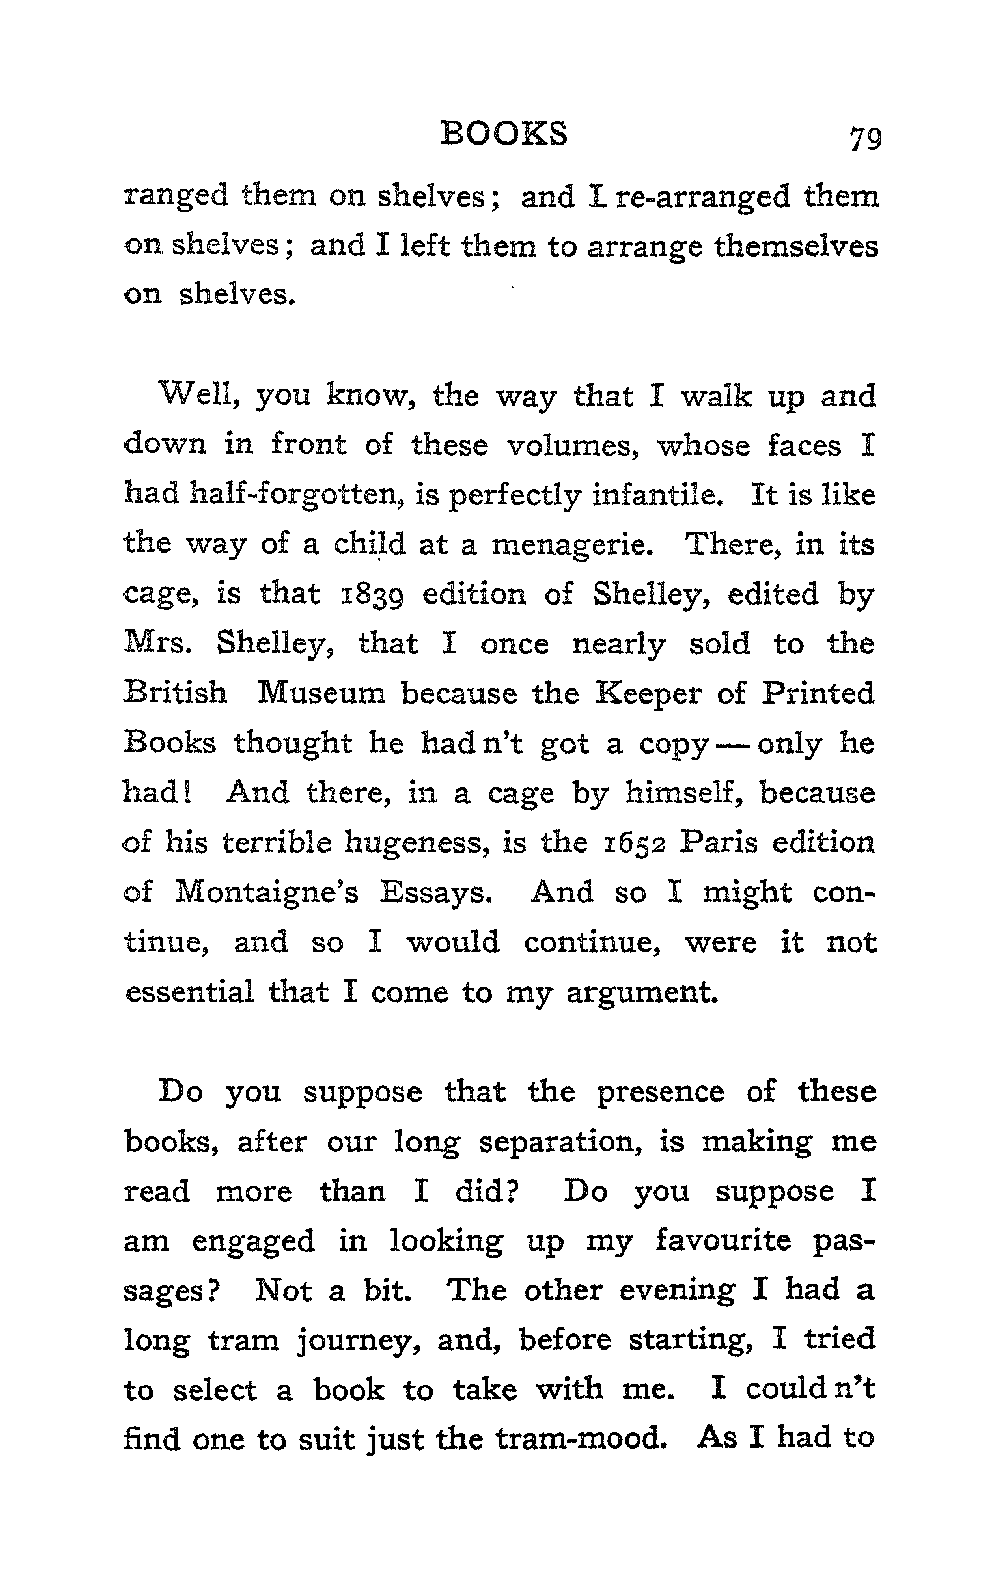 BOOKS 79
ranged them on shelves; and I re-arranged them
on shelves; and I left them to arrange themselves
on shelves.
Well, you know, the way that I walk up and
down in front of these volumes, whose faces I
had half-forgotten, is perfectly infantile. It is like
the way of a child at a menagerie. There, in its
cage, is that 1839 edition of Shelley, edited by
Mrs. Shelley, that I once nearly sold to the
British Museum because the Keeper of Printed
Books thought he had n't got a copy — only he
had! And there, in a cage by himself, because
of his terrible hugeness, is the 1652 Paris edition
of Montaigne's Essays. And so I might con-
tinue, and so I would continue, were it not
essential that I come to my argument.
Do you suppose that the presence of these
books, after our long separation, is making me
read more than I did? Do you suppose I
am engaged in looking up my favourite pas-
sages? Not a bit. The other evening I had a
long tram journey, and, before starting, I tried
to select a book to take with me. I could n't
find one to suit just the tram-mood. As I had to